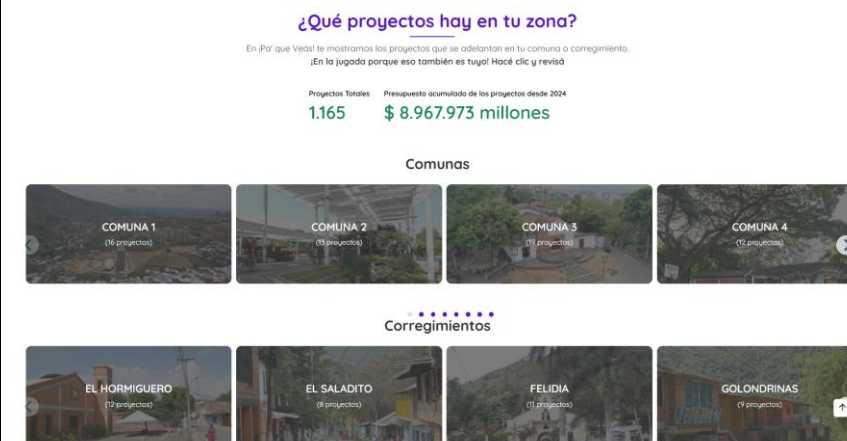 ¿Qué proyectos hay en tu zona?
En ¡Pa' que Veás! te mostramos los proyectos que se adelantan en tu comuna o corregimiento.
¡En la jugada porque eso también es tuyo! Hacé clic y revisá
Proyectos Totales Presupuesto acumulado de los proyectos desde 2024
1.165 $ 8.967.973 millones
Comunas
COMUNA 1 COMUNA 2 COMUNA 3 COMUNA 4
(16 proyectos) (13 proyectos) (19 proyectos) (12 proyectos)
Corregimientos
EL HORMIGUERO EL SALADITO FELIDIA GOLONDRINAS
(12 proyectos) (8 proyectos) (11 proyectos) (9 proyectos)